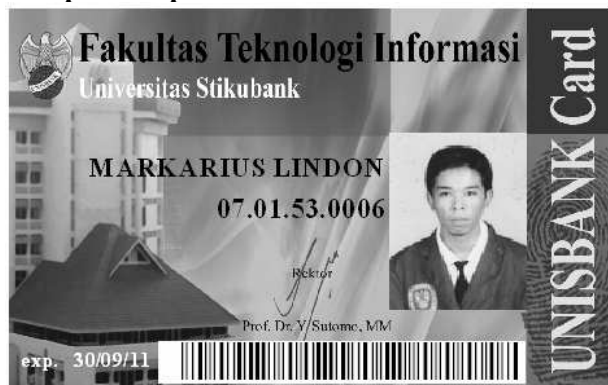 Fakultas Teknologi Informasi
Universitas Stikubank
MARKARIUS LINDON
07.01.53.0006
Rektor
Prof. Dr. Y. Sutomo, MM
exp. 30/09/11
UNISBANK Card